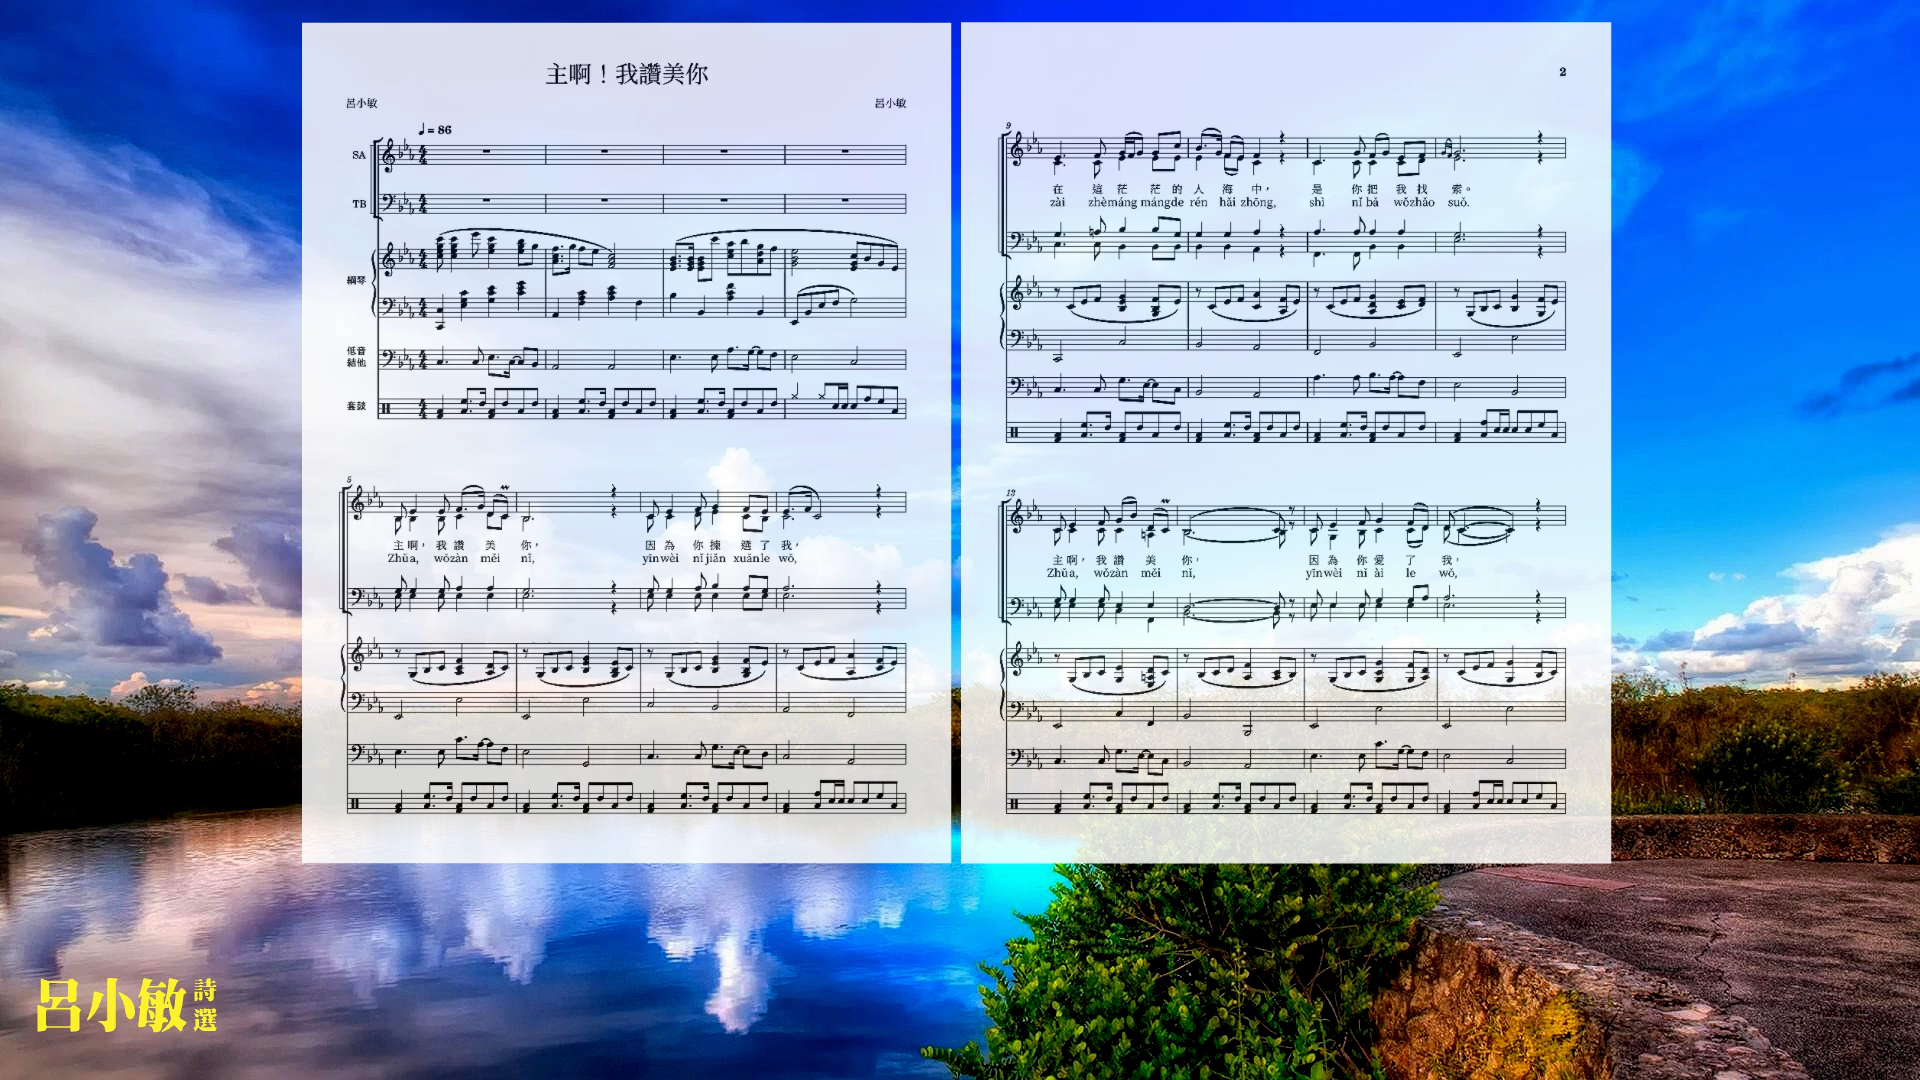 主啊！我讚美你
呂小敏
呂小敏
♩= 86
SA
TB
鋼琴
低音
結他
套鼓
5
主啊，我讚 美 你， 因為 你揀 選了我，
Zhǔa, wǒzàn měi nǐ, yīnwèi nǐjiǎn xuǎnle wǒ,
2
9
在 這茫 茫的人 海 中， 是 你把 我找 索。
zài zhèmáng mángde rén hǎi zhōng, shì nǐ bǎ wǒzhǎo suǒ.
13
主啊，我讚 美 你， 因為 你愛 了 我，
Zhǔa, wǒzàn měi nǐ, yīnwèi nǐ ài le wǒ,
呂小敏
詩
選